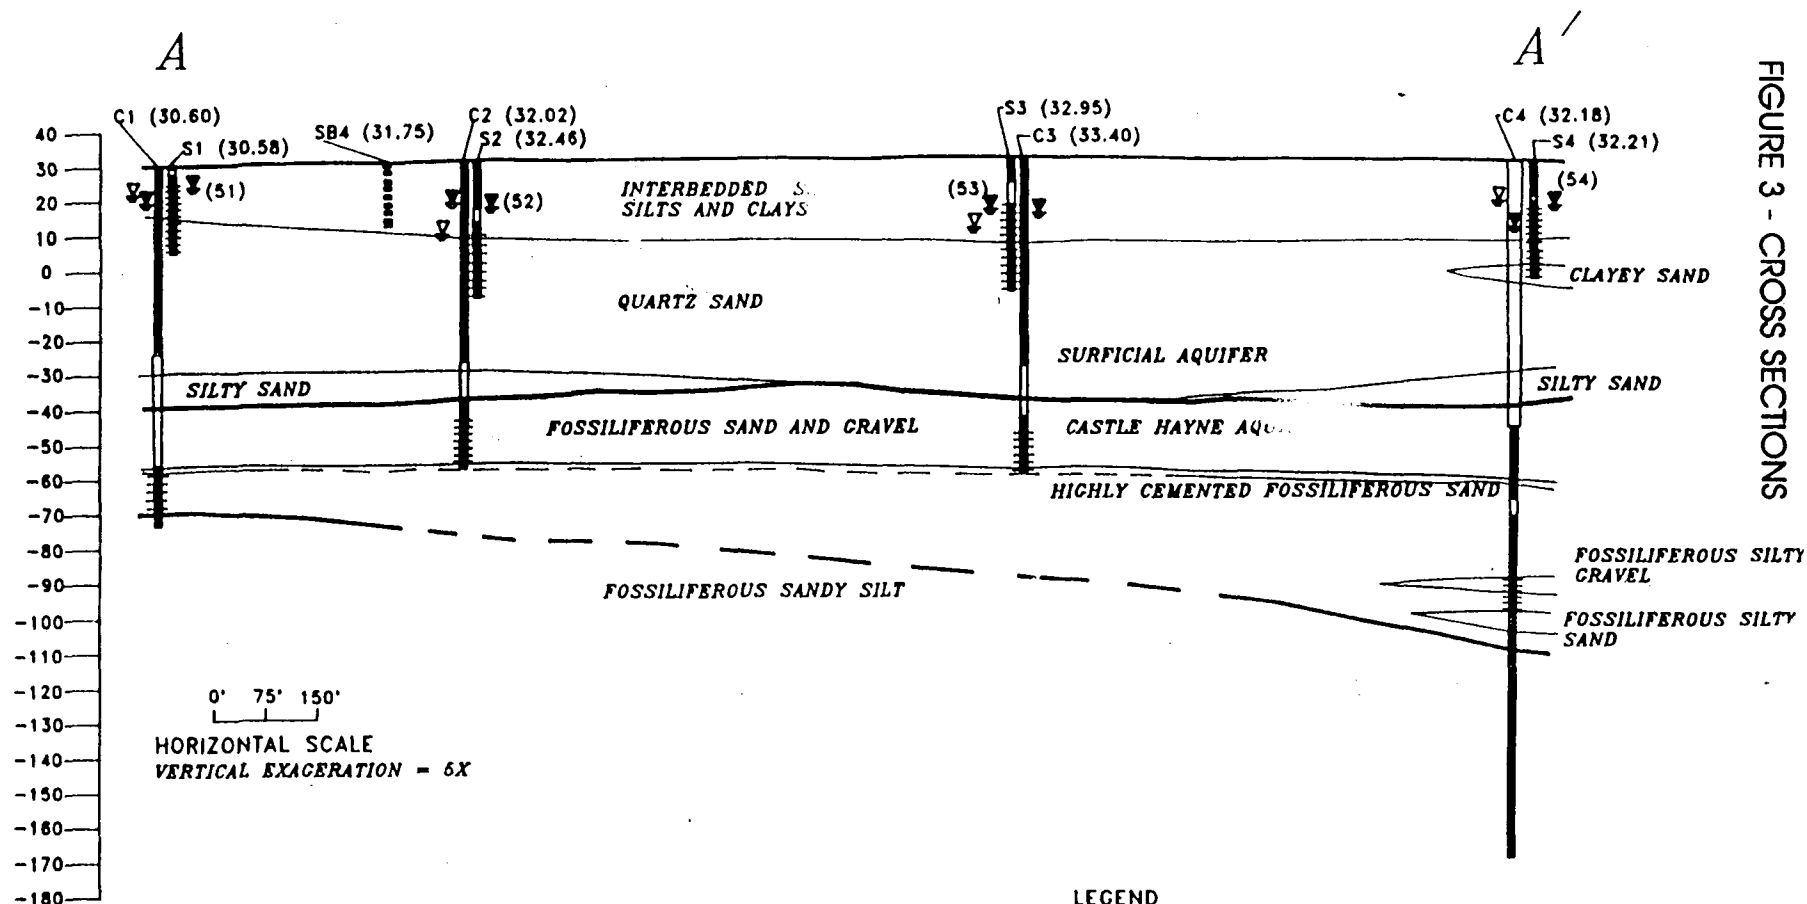 A
A′
FIGURE 3 - CROSS SECTIONS
C1 (30.60)
S1 (30.58)
SB4 (31.75)
C2 (32.02)
S2 (32.46)
S3 (32.95)
C3 (33.40)
C4 (32.18)
S4 (32.21)
40
30
20
10
0
-10
-20
-30
-40
-50
-60
-70
-80
-90
-100
-110
-120
-130
-140
-150
-160
-170
-180
(51)
(52)
(53)
(54)
INTERBEDDED
SILTS AND CLAYS
CLAYEY SAND
QUARTZ SAND
SURFICIAL AQUIFER
SILTY SAND
SILTY SAND
FOSSILIFEROUS SAND AND GRAVEL
CASTLE HAYNE
HIGHLY CEMENTED FOSSILIFEROUS SAND
FOSSILIFEROUS SILTY
GRAVEL
FOSSILIFEROUS SANDY SILT
FOSSILIFEROUS SILTY
SAND
0' 75' 150'
HORIZONTAL SCALE
VERTICAL EXAGERATION = 6X
LEGEND